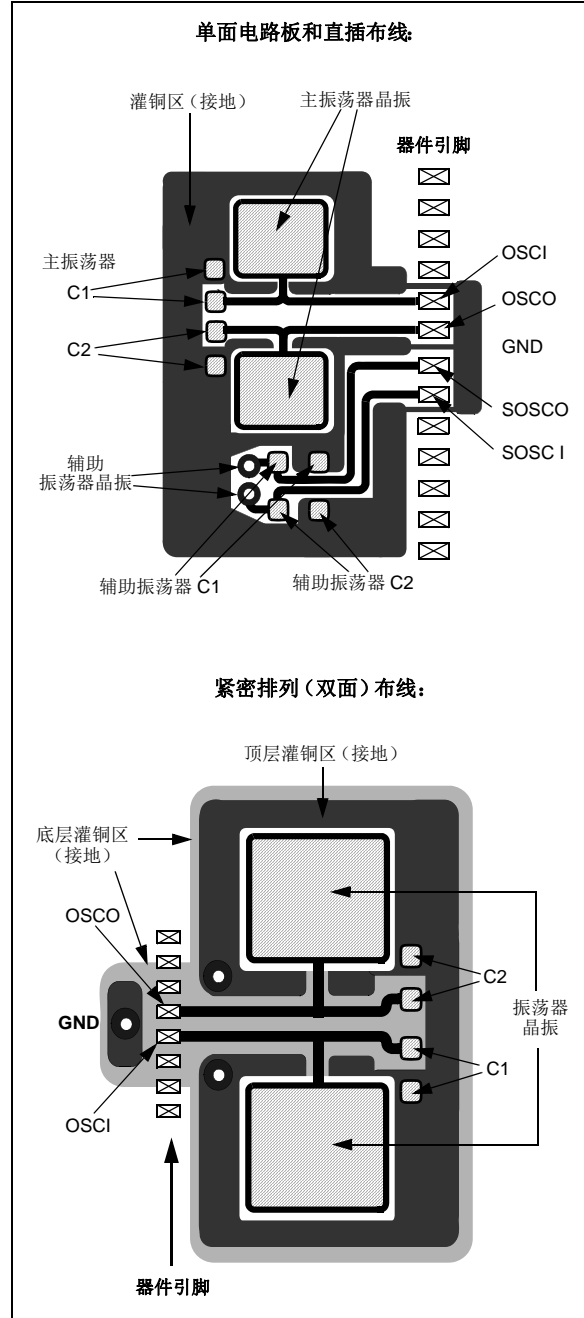 单面电路板和直插布线:
灌铜区(接地)
主振荡器晶振
器件引脚
主振荡器
C1
C2
OSCI
OSCO
GND
SOSCO
SOSC I
辅助
振荡器晶振
辅助振荡器 C1
辅助振荡器 C2
紧密排列(双面)布线:
顶层灌铜区(接地)
底层灌铜区
(接地)
OSCO
GND
OSCI
C2
C1
振荡器
晶振
器件引脚